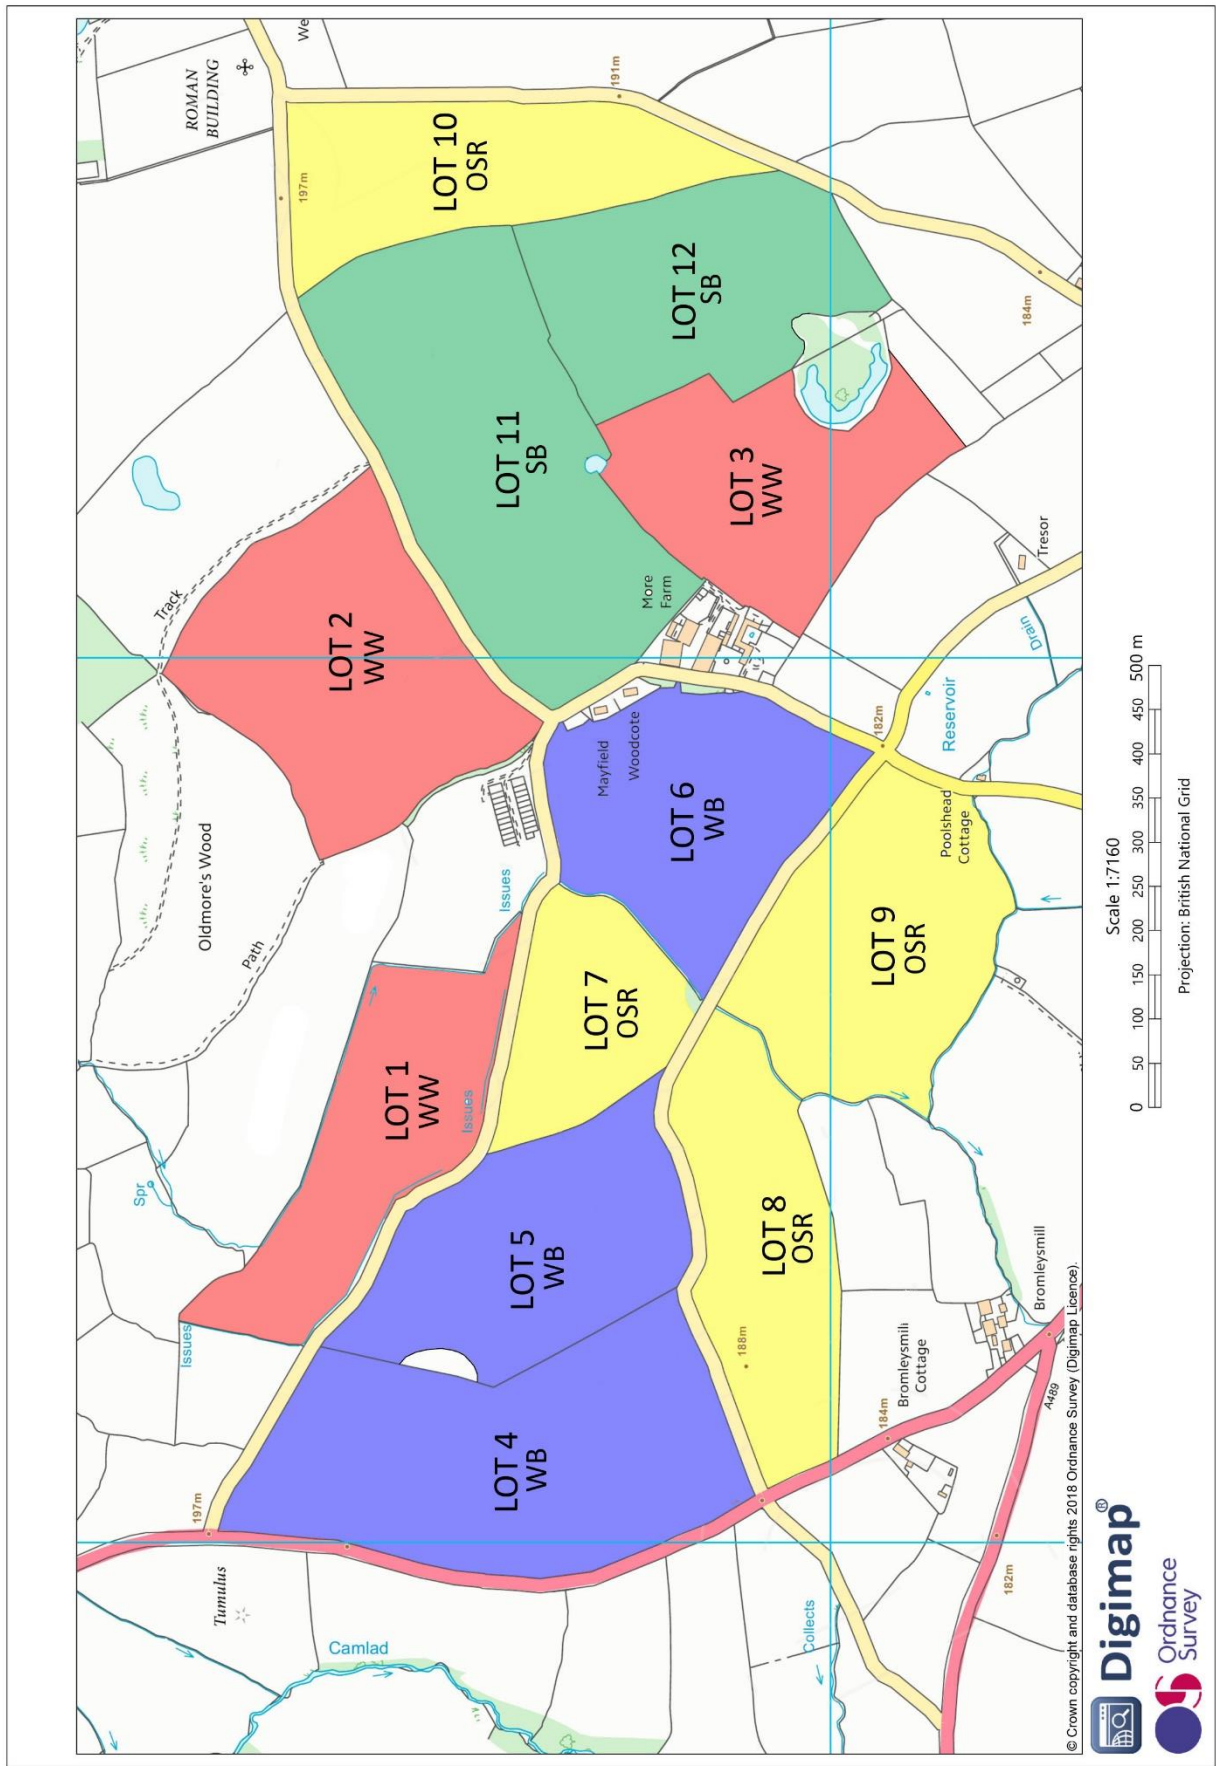 ROMAN
BUILDING
We
197m
191m
LOT 10
OSR
LOT 12
SB
LOT 11
SB
184m
LOT 3
WW
Track
LOT 2
WW
More
Farm
Tresor
Drain
Reservoir
182m
Mayfield
Woodcote
LOT 6
WB
Poolshead
Cottage
Oldmore's Wood
Path
Issues
LOT 7
OSR
LOT 9
OSR
LOT 1
WW
Issues
Spr
LOT 5
WB
LOT 8
OSR
Issues
188m
Bromleysmill
Bromleysmill
Cottage
184m
A489
LOT 4
WB
197m
Tumulus
182m
Camlad
Collects
Scale 1:7160
0 50 100 150 200 250 300 350 400 450 500 m
Projection: British National Grid
© Crown copyright and database rights 2018 Ordnance Survey (Digimap Licence).
Digimap®
Ordnance
Survey